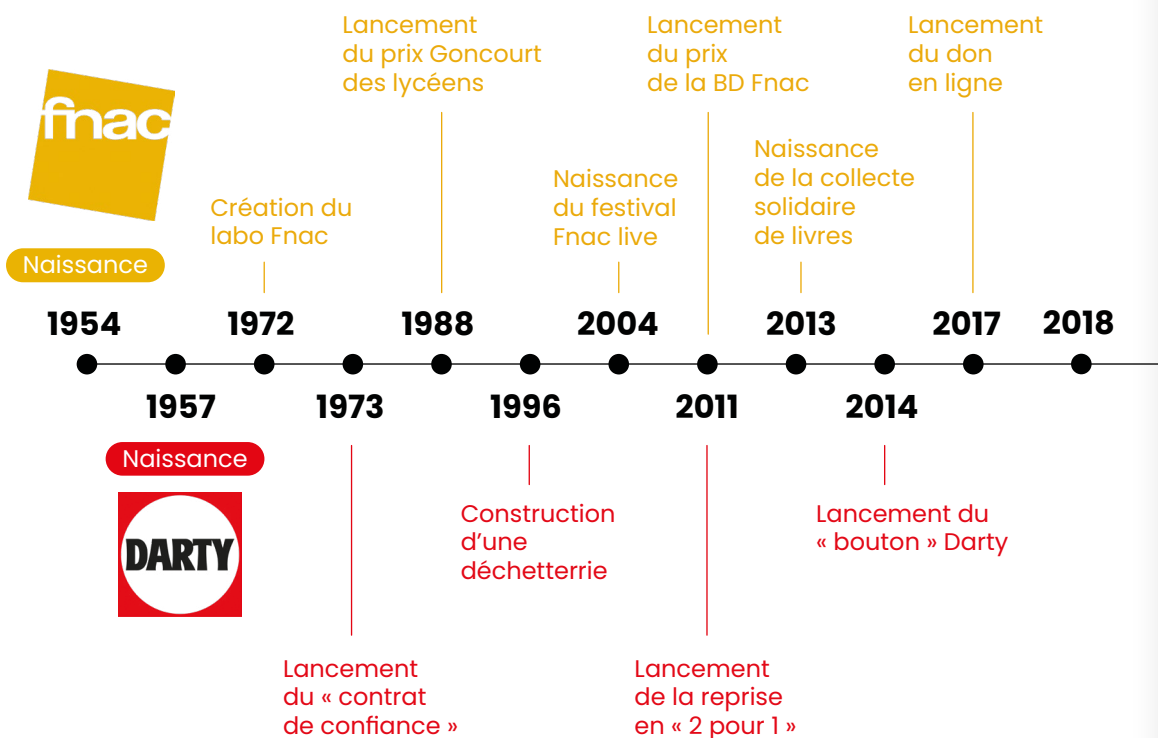 Lancement
du prix Goncourt
des lycéens
Lancement
du prix
de la BD Fnac
Lancement
du don
en ligne
fnac
Naissance
de la collecte
solidaire
de livres
Naissance
du festival
Fnac live
Création du
labo Fnac
Naissance
1954
1972
1988
2004
2013
2017
2018
1957
1973
1996
2011
2014
Naissance
DARTY
Construction
d'une
déchetterrie
Lancement du
« bouton » Darty
Lancement
du « contrat
de confiance »
Lancement
de la reprise
en « 2 pour 1 »